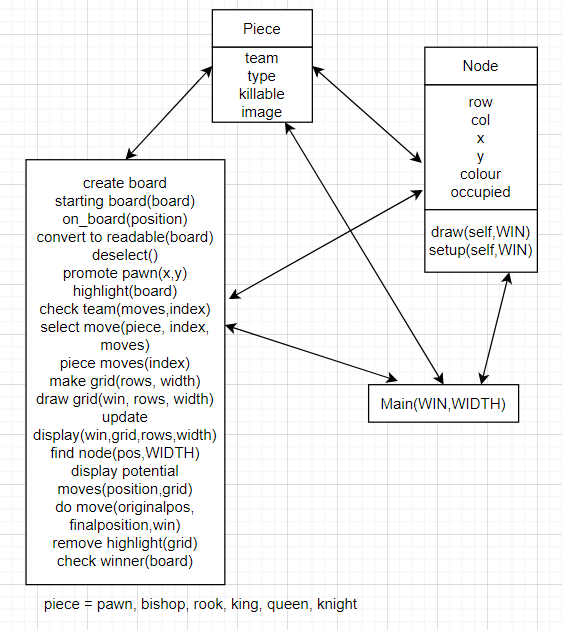 Piece
team
type
killable
image
Node
row
col
x
y
colour
occupied
draw(self,WIN)
setup(self,WIN)
create board
starting board(board)
on_board(position)
convert to readable(board)
deselect()
promote pawn(x,y)
highlight(board)
check team(moves,index)
select move(piece, index,
moves)
piece moves(index)
make grid(rows, width)
draw grid(win, rows, width)
update
display(win,grid,rows,width)
find node(pos,WIDTH)
display potential
moves(position,grid)
do move(originalpos,
finalposition,win)
remove highlight(grid)
check winner(board)
Main(WIN,WIDTH)
piece = pawn, bishop, rook, king, queen, knight